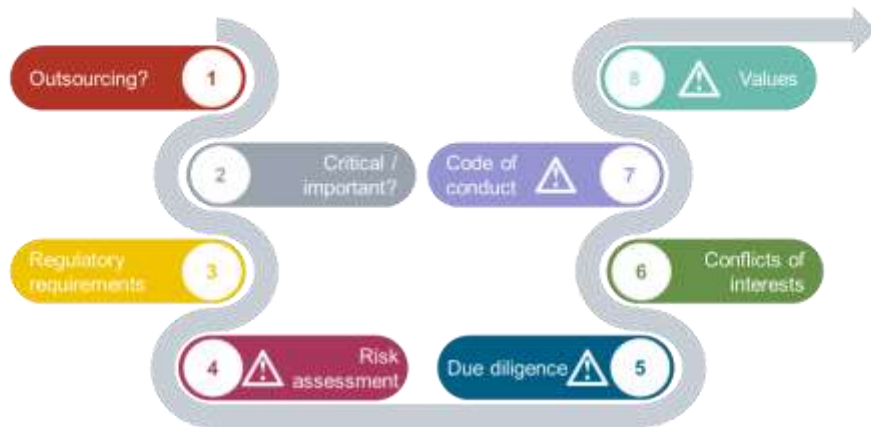 Outsourcing?
1
2
Critical /
important?
Regulatory
requirements
3
4
Risk
assessment
Due diligence
5
6
Conflicts of
interests
Code of
conduct
7
8
Values